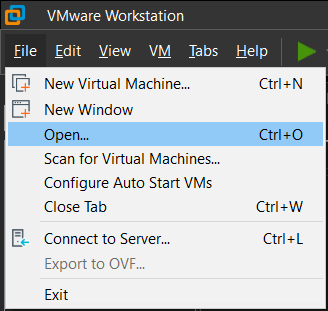 VMware Workstation
File Edit View VM Tabs Help
New Virtual Machine... Ctrl+N
New Window
Open... Ctrl+O
Scan for Virtual Machines...
Configure Auto Start VMs
Close Tab Ctrl+W
Connect to Server... Ctrl+L
Export to OVF...
Exit